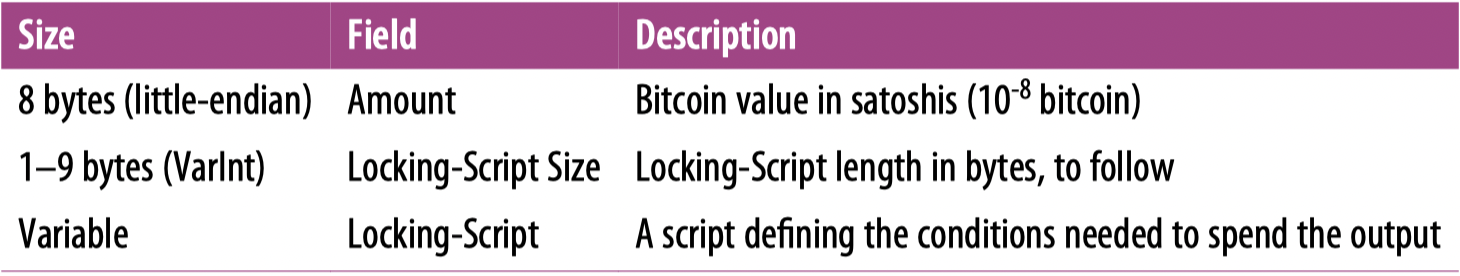 Size Field Description
8 bytes (little-endian) Amount Bitcoin value in satoshis (10⁻⁸ bitcoin)
1–9 bytes (VarInt) Locking-Script Size Locking-Script length in bytes, to follow
Variable Locking-Script A script defining the conditions needed to spend the output